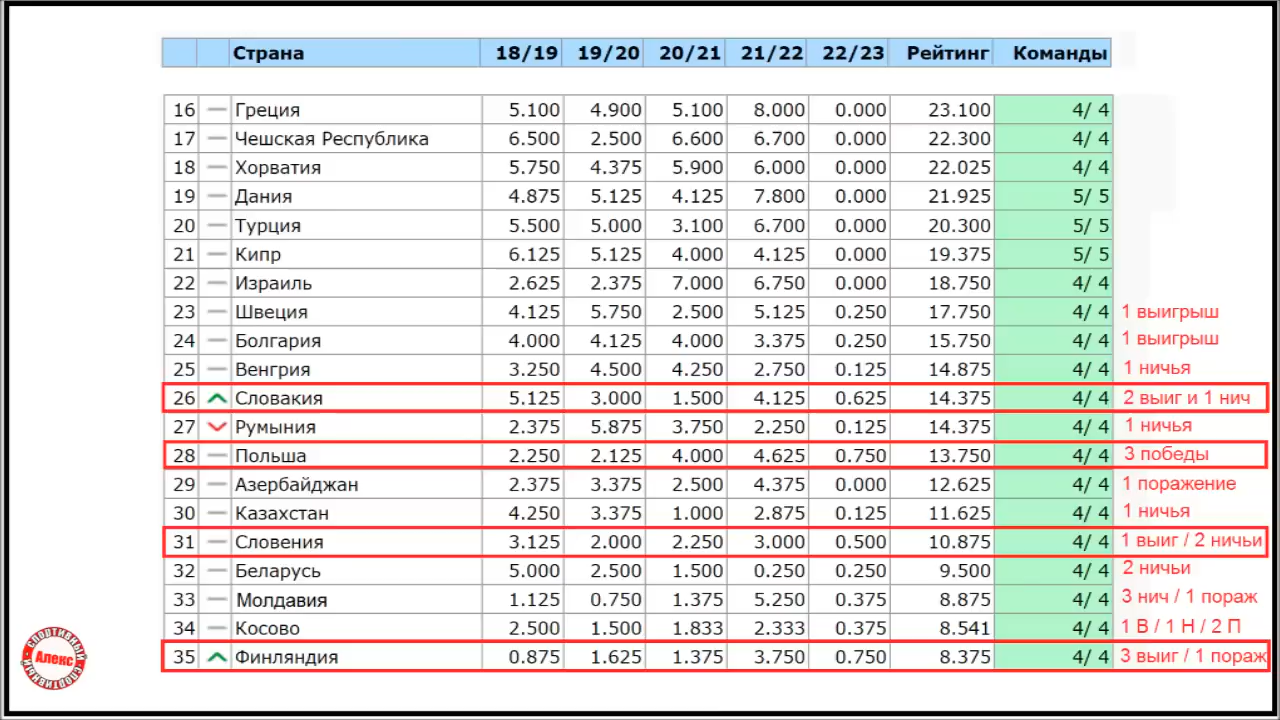 Страна 18/19 19/20 20/21 21/22 22/23 Рейтинг Команды
16 Греция 5.100 4.900 5.100 8.000 0.000 23.100 4/ 4
17 Чешская Республика 6.500 2.500 6.600 6.700 0.000 22.300 4/ 4
18 Хорватия 5.750 4.375 5.900 6.000 0.000 22.025 4/ 4
19 Дания 4.875 5.125 4.125 7.800 0.000 21.925 5/ 5
20 Турция 5.500 5.000 3.100 6.700 0.000 20.300 5/ 5
21 Кипр 6.125 5.125 4.000 4.125 0.000 19.375 5/ 5
22 Израиль 2.625 2.375 7.000 6.750 0.000 18.750 4/ 4
23 Швеция 4.125 5.750 2.500 5.125 0.250 17.750 4/ 4 1 выигрыш
24 Болгария 4.000 4.125 4.000 3.375 0.250 15.750 4/ 4 1 выигрыш
25 Венгрия 3.250 4.500 4.250 2.750 0.125 14.875 4/ 4 1 ничья
26 Словакия 5.125 3.000 1.500 4.125 0.625 14.375 4/ 4 2 выиг и 1 нич
27 Румыния 2.375 5.875 3.750 2.250 0.125 14.375 4/ 4 1 ничья
28 Польша 2.250 2.125 4.000 4.625 0.750 13.750 4/ 4 3 победы
29 Азербайджан 2.375 3.375 2.500 4.375 0.000 12.625 4/ 4 1 поражение
30 Казахстан 4.250 3.375 1.000 2.875 0.125 11.625 4/ 4 1 ничья
31 Словения 3.125 2.000 2.250 3.000 0.500 10.875 4/ 4 1 выиг / 2 ничьи
32 Беларусь 5.000 2.500 1.500 0.250 0.250 9.500 4/ 4 2 ничьи
33 Молдавия 1.125 0.750 1.375 5.250 0.375 8.875 4/ 4 3 нич / 1 пораж
34 Косово 2.500 1.500 1.833 2.333 0.375 8.541 4/ 4 1 В / 1 Н / 2 П
35 Финляндия 0.875 1.625 1.375 3.750 0.750 8.375 4/ 4 3 выиг / 1 пораж
СПОРТИВНЫЙ
Алекс
СПОРТИВНЫЙ